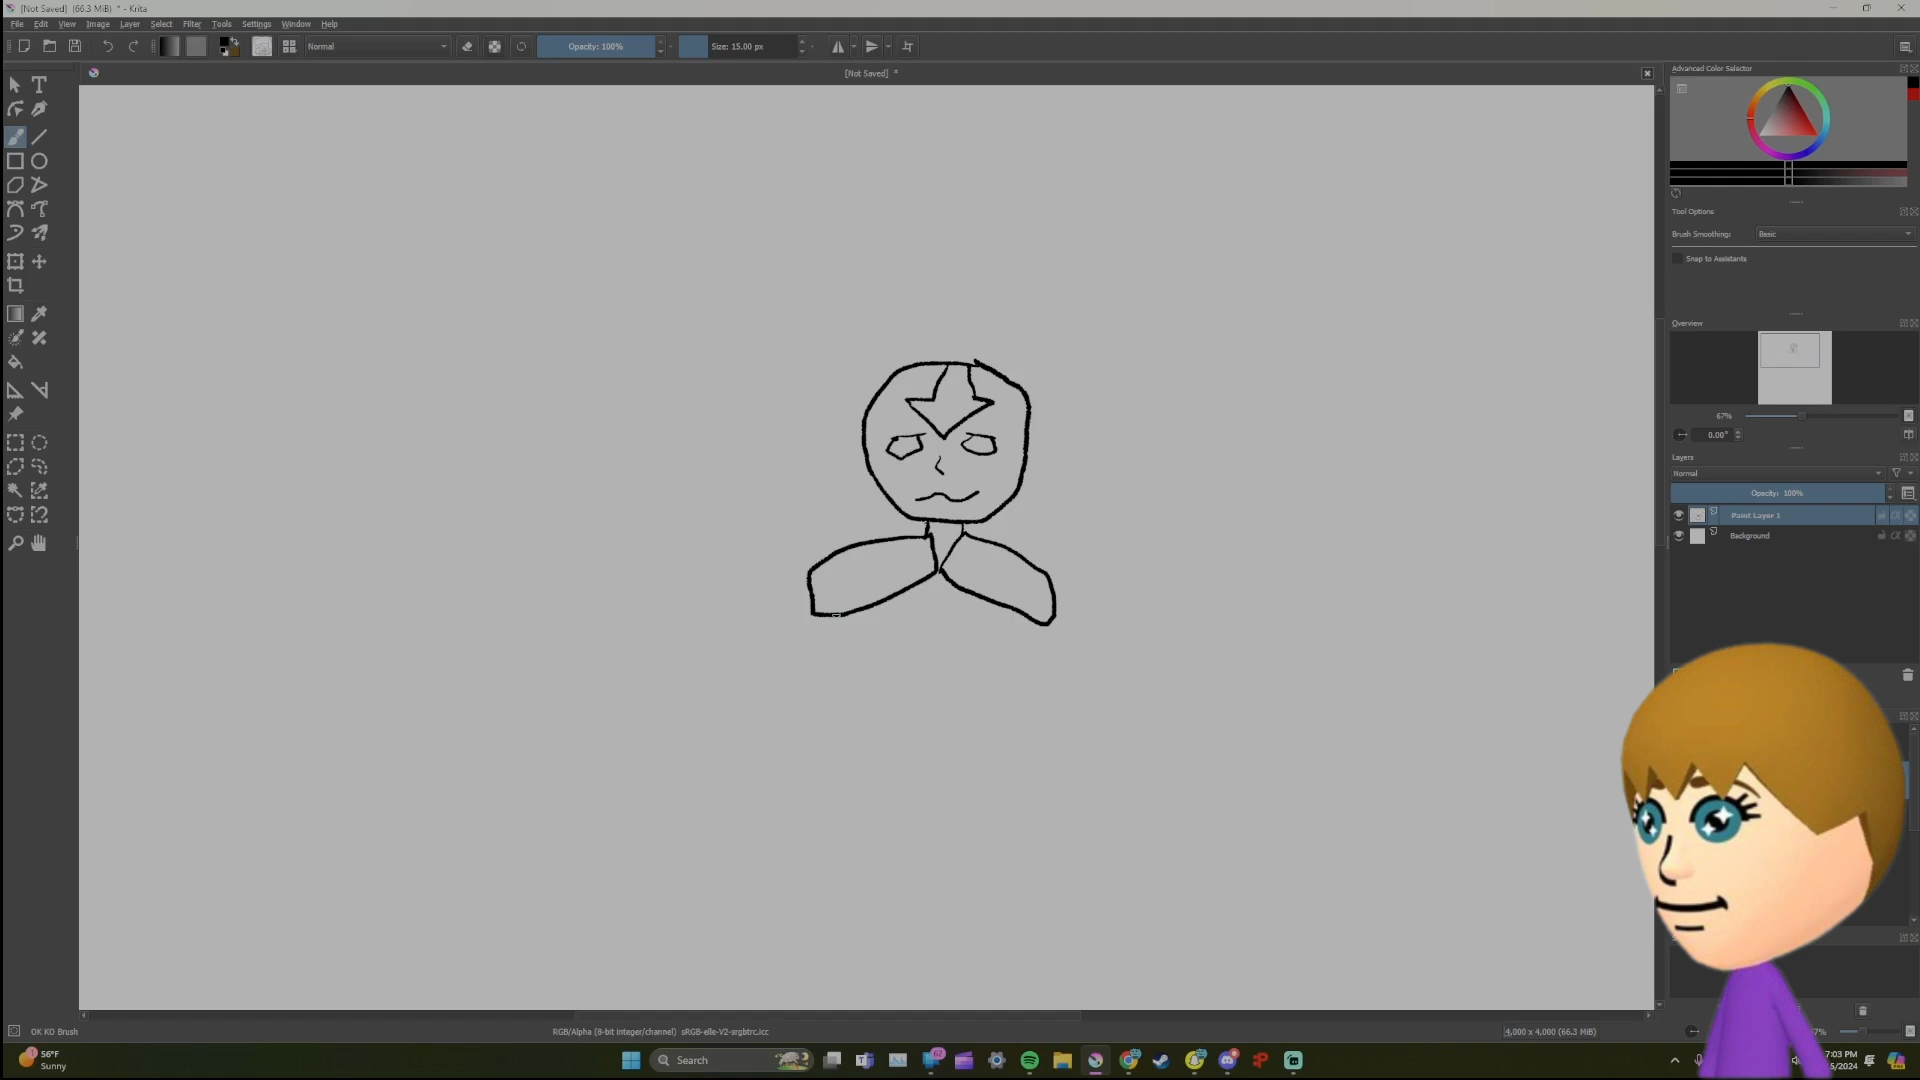 [Not Saved] (66.3 MiB) * - Krita
File Edit View Image Layer Select Filter Tools Settings Window Help
Normal
Opacity: 100%
Size: 15.00 px
[Not Saved] *
Advanced Color Selector
Tool Options
Brush Smoothing: Basic
Snap to Assistants
Overview
67%
0.00°
Layers
Normal
Opacity: 100%
Paint Layer 1
Background
OK KO Brush
RGB/Alpha (8-bit integer/channel) sRGB-elle-V2-srgbtrc.icc
4,000 x 4,000 (66.3 MiB)
56°F
Sunny
Search
7:03 PM